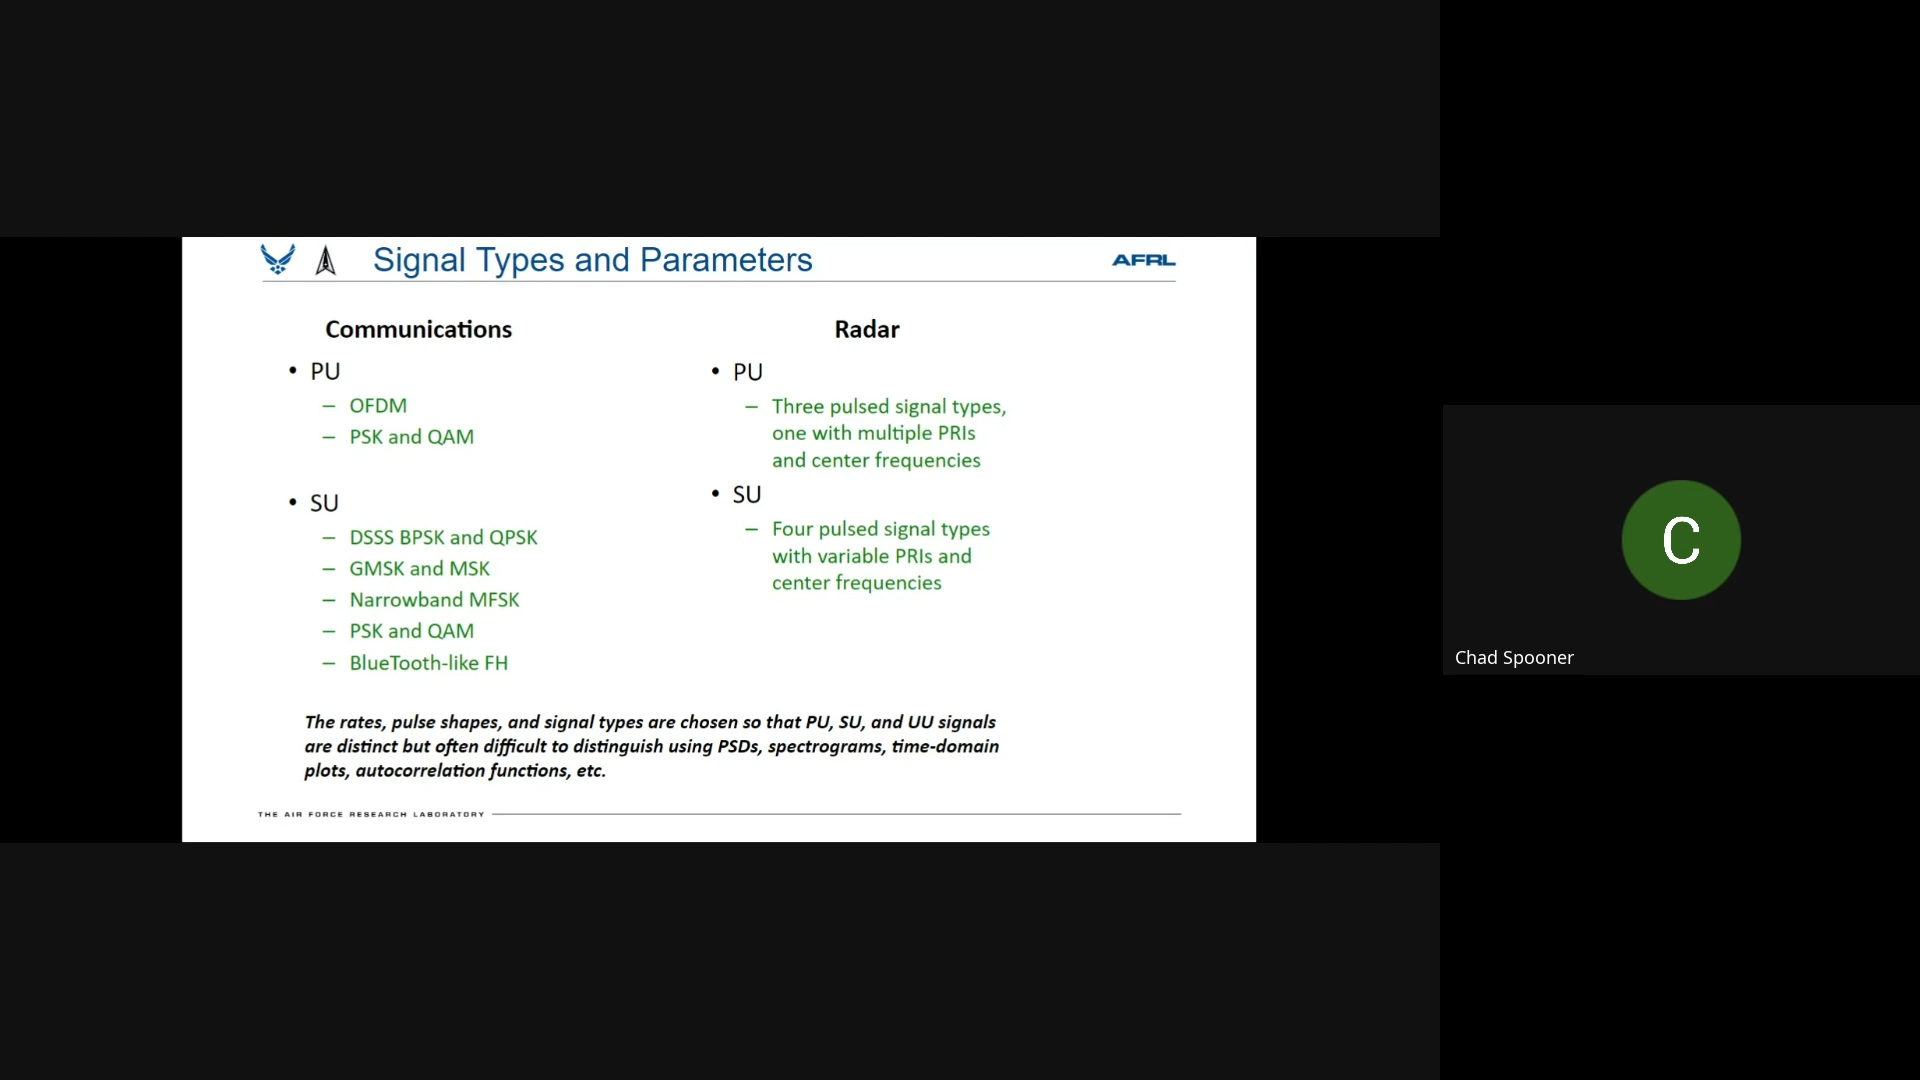 Signal Types and Parameters
AFRL
Communications
• PU
– OFDM
– PSK and QAM
• SU
– DSSS BPSK and QPSK
– GMSK and MSK
– Narrowband MFSK
– PSK and QAM
– BlueTooth-like FH
Radar
• PU
– Three pulsed signal types,
one with multiple PRIs
and center frequencies
• SU
– Four pulsed signal types
with variable PRIs and
center frequencies
The rates, pulse shapes, and signal types are chosen so that PU, SU, and UU signals
are distinct but often difficult to distinguish using PSDs, spectrograms, time-domain
plots, autocorrelation functions, etc.
THE AIR FORCE RESEARCH LABORATORY
C
Chad Spooner